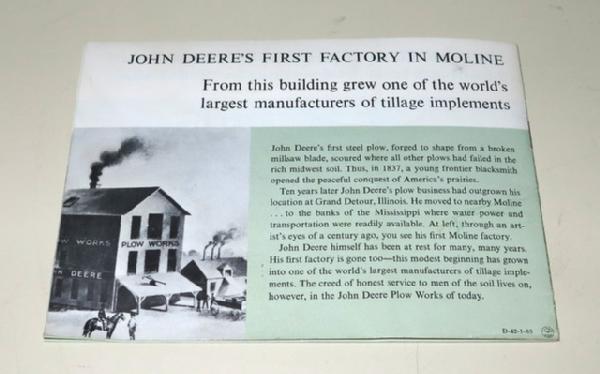 JOHN DEERE'S FIRST FACTORY IN MOLINE
From this building grew one of the world's
largest manufacturers of tillage implements
John Deere's first steel plow, forged to shape from a broken
millsaw blade, scoured where all other plows had failed in the
rich midwest soil. Thus, in 1837, a young frontier blacksmith
opened the peaceful conquest of America's prairies.
Ten years later John Deere's plow business had outgrown his
location at Grand Detour, Illinois. He moved to nearby Moline
. . . to the banks of the Mississippi where water power and
transportation were readily available. At left, through an art-
ist's eyes of a century ago, you see his first Moline factory.
John Deere himself has been at rest for many, many years.
His first factory is gone too—this modest beginning has grown
into one of the world's largest manufacturers of tillage imple-
ments. The creed of honest service to men of the soil lives on,
however, in the John Deere Plow Works of today.
W WORKS
PLOW WORKS
DEERE